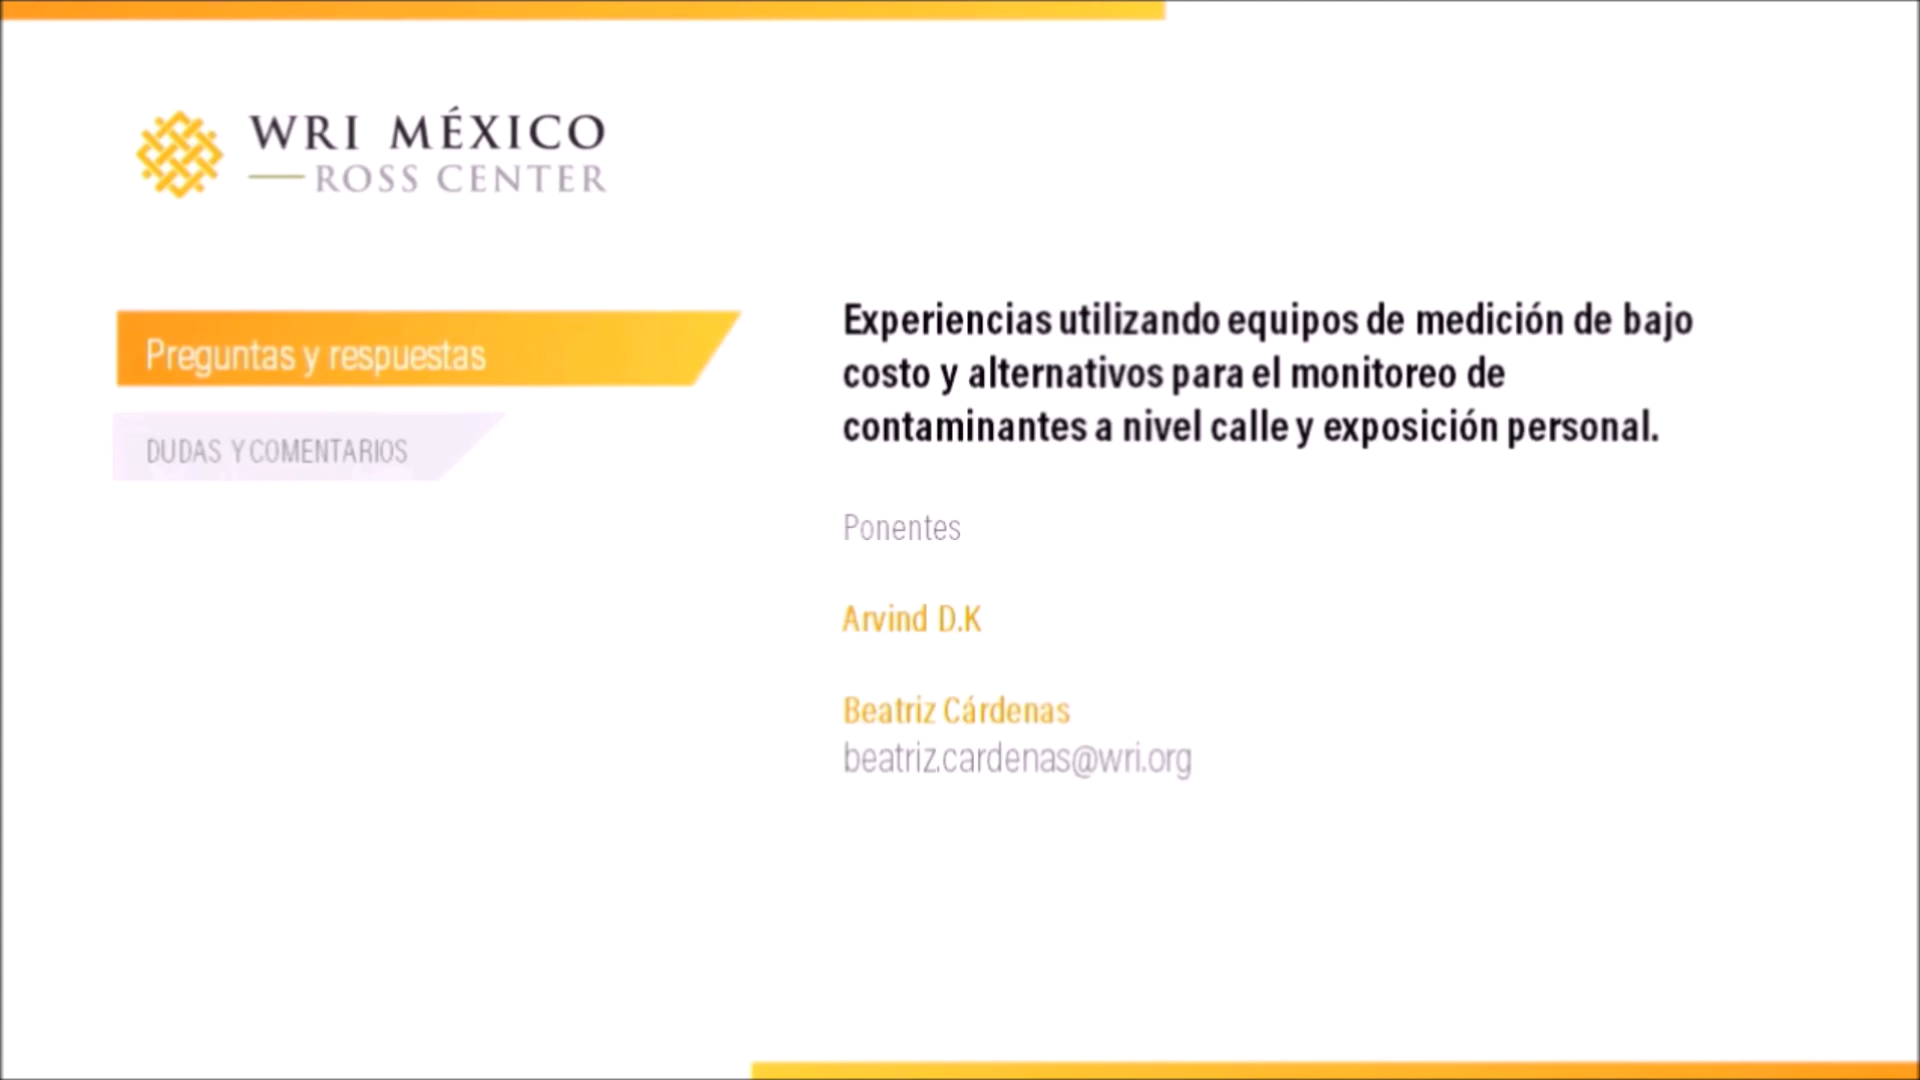 WRI MÉXICO
ROSS CENTER
Preguntas y respuestas
DUDAS Y COMENTARIOS
Experiencias utilizando equipos de medición de bajo
costo y alternativos para el monitoreo de
contaminantes a nivel calle y exposición personal.
Ponentes
Arvind D.K
Beatriz Cárdenas
beatriz.cardenas@wri.org